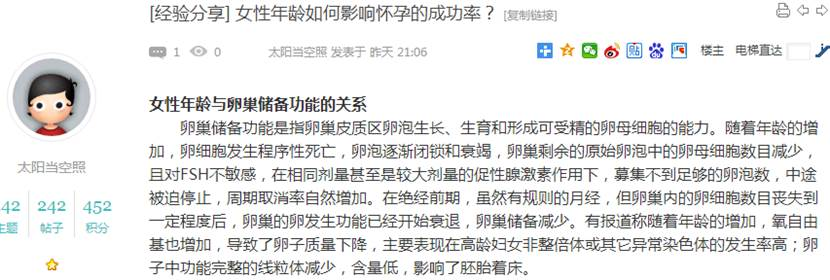 [经验分享] 女性年龄如何影响怀孕的成功率？ [复制链接]
1 0 太阳当空照 发表于 昨天 21:06 楼主 电梯直达
女性年龄与卵巢储备功能的关系
卵巢储备功能是指卵巢皮质区卵泡生长、生育和形成可受精的卵母细胞的能力。随着年龄的增
加，卵细胞发生程序性死亡，卵泡逐渐闭锁和衰竭，卵巢剩余的原始卵泡中的卵母细胞数目减少，
且对FSH不敏感，在相同剂量甚至是较大剂量的促性腺激素作用下，募集不到足够的卵泡数，中途
被迫停止，周期取消率自然增加。在绝经前期，虽然有规则的月经，但卵巢内的卵细胞数目丧失到
一定程度后，卵巢的卵发生功能已经开始衰退，卵巢储备减少。有报道称随着年龄的增加，氧自由
基也增加，导致了卵子质量下降，主要表现在高龄妇女非整倍体或其它异常染色体的发生率高；卵
子中功能完整的线粒体减少，含量低，影响了胚胎着床。
太阳当空照
42 242 452
主题 帖子 积分